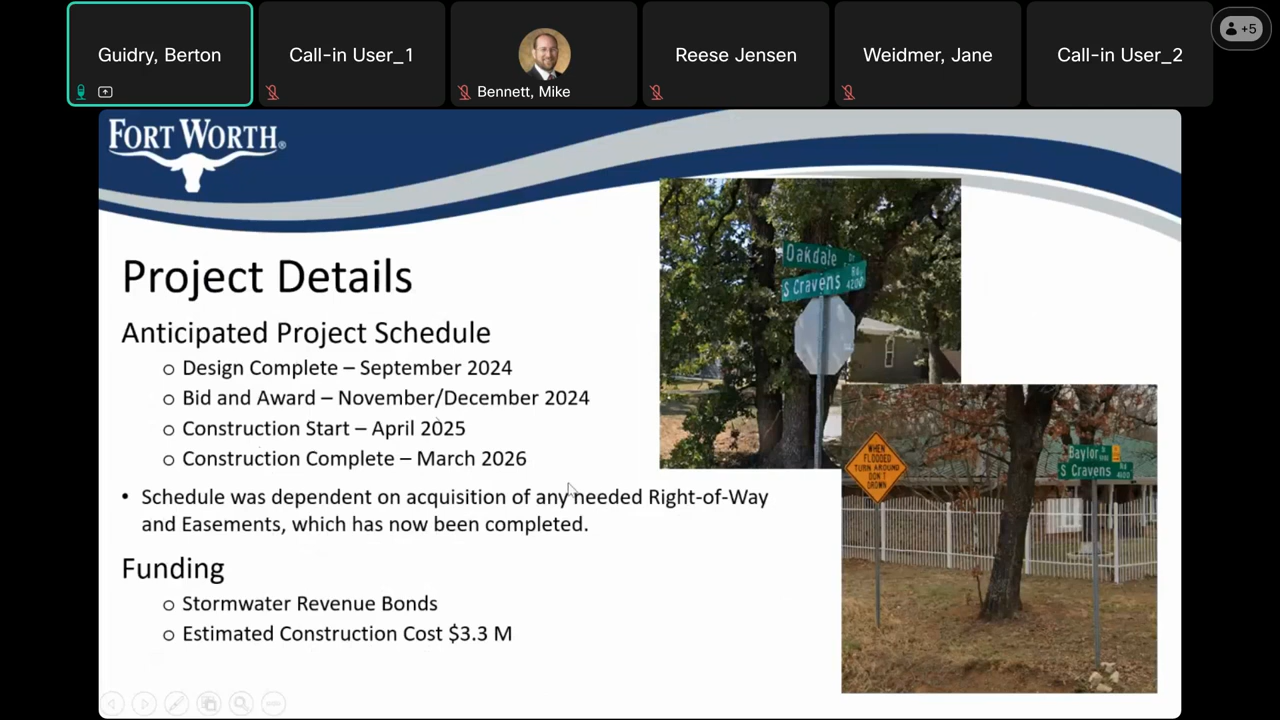 Guidry, Berton
Call-in User_1
Bennett, Mike
Reese Jensen
Weidmer, Jane
Call-in User_2
+5
FORT WORTH®
Project Details
Anticipated Project Schedule
Design Complete – September 2024
Bid and Award – November/December 2024
Construction Start – April 2025
Construction Complete – March 2026
• Schedule was dependent on acquisition of any needed Right-of-Way
and Easements, which has now been completed.
Funding
Stormwater Revenue Bonds
Estimated Construction Cost $3.3 M
Oakdale Dr
S Cravens Rd 4200
WHEN
FLOODED
TURN AROUND
DON'T
DROWN
Baylor
S Cravens Rd